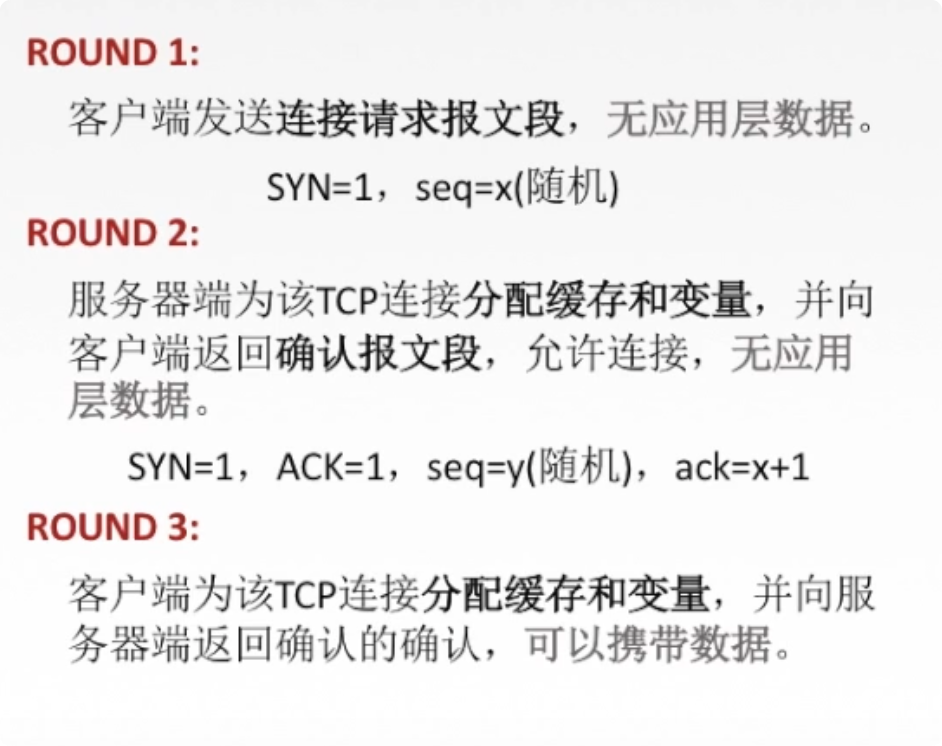 ROUND 1:
客户端发送连接请求报文段，无应用层数据。
SYN=1，seq=x(随机)
ROUND 2:
服务器端为该TCP连接分配缓存和变量，并向
客户端返回确认报文段，允许连接，无应用
层数据。
SYN=1，ACK=1，seq=y(随机)，ack=x+1
ROUND 3:
客户端为该TCP连接分配缓存和变量，并向服
务器端返回确认的确认，可以携带数据。